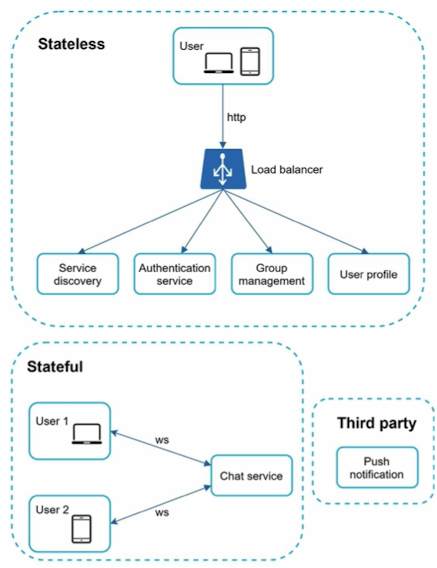 Stateless
User
http
Load balancer
Service
discovery
Authentication
service
Group
management
User profile
Stateful
User 1
ws
Chat service
ws
User 2
Third party
Push
notification